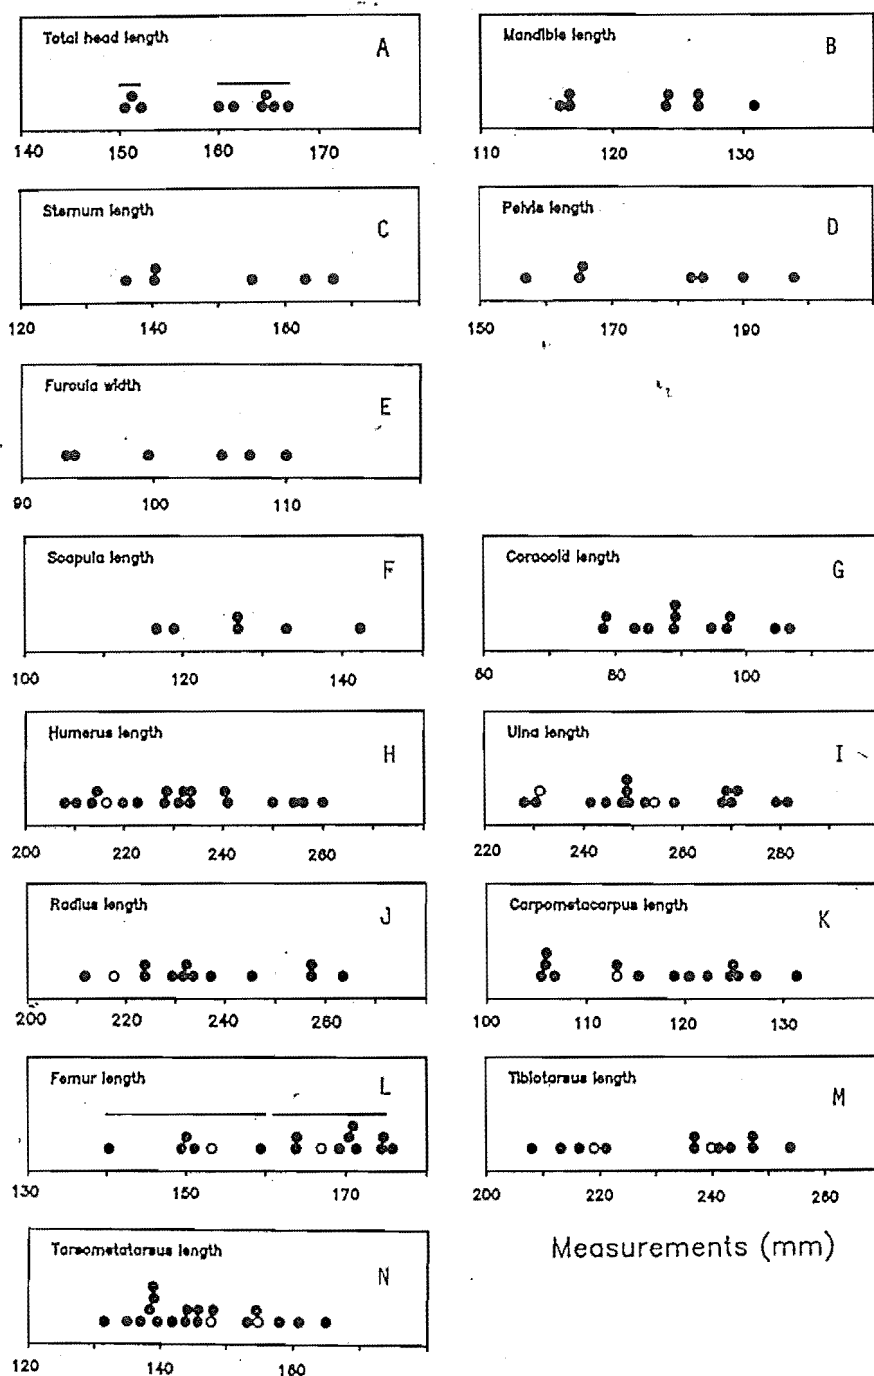 Total head length
A
140 150 160 170
Mandible length
B
110 120 130
Sternum length
C
120 140 160
Pelvis length
D
150 170 190
Furcula width
E
90 100 110
Scapula length
F
100 120 140
Coracoid length
G
60 80 100
Humerus length
H
200 220 240 260
Ulna length
I
220 240 260 280
Radius length
J
200 220 240 260
Carpometacarpus length
K
100 110 120 130
Femur length
L
130 150 170
Tibiotarsus length
M
200 220 240 260
Tarsometatarsus length
N
120 140 160
Measurements (mm)